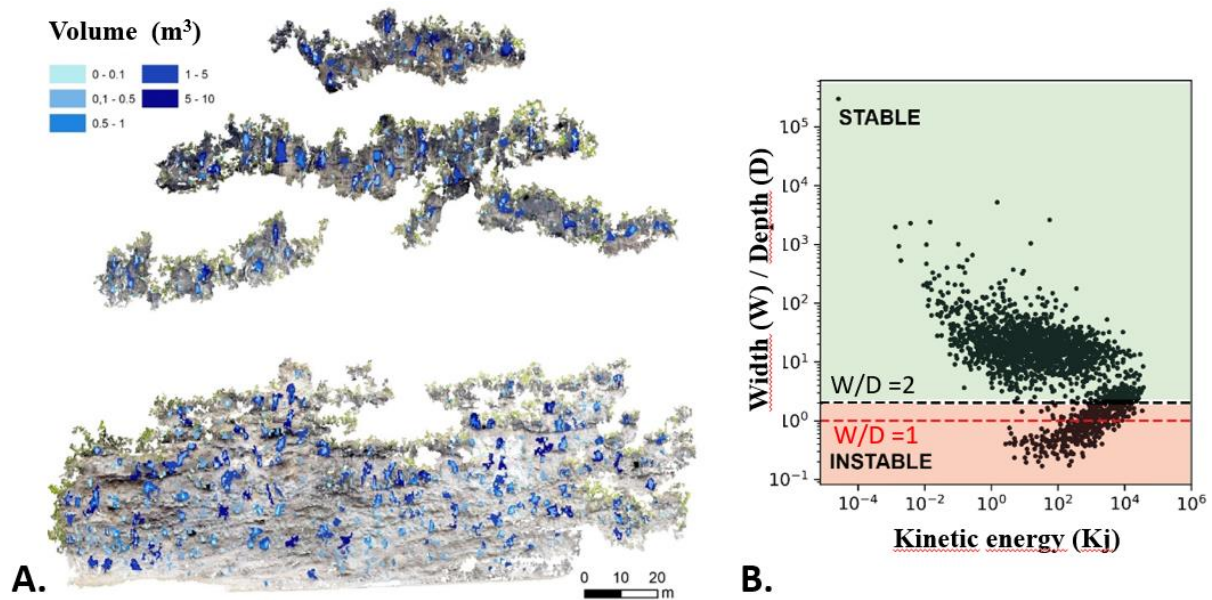 Volume (m³)
0 - 0.1
0,1 - 0.5
0.5 - 1
1 - 5
5 - 10
A.
0 10 20
m
Width (W) / Depth (D)
10⁵
10⁴
10³
10²
10¹
10⁰
10⁻¹
STABLE
W/D =2
W/D =1
INSTABLE
10⁻⁴ 10⁻² 10⁰ 10² 10⁴ 10⁶
Kinetic energy (Kj)
B.